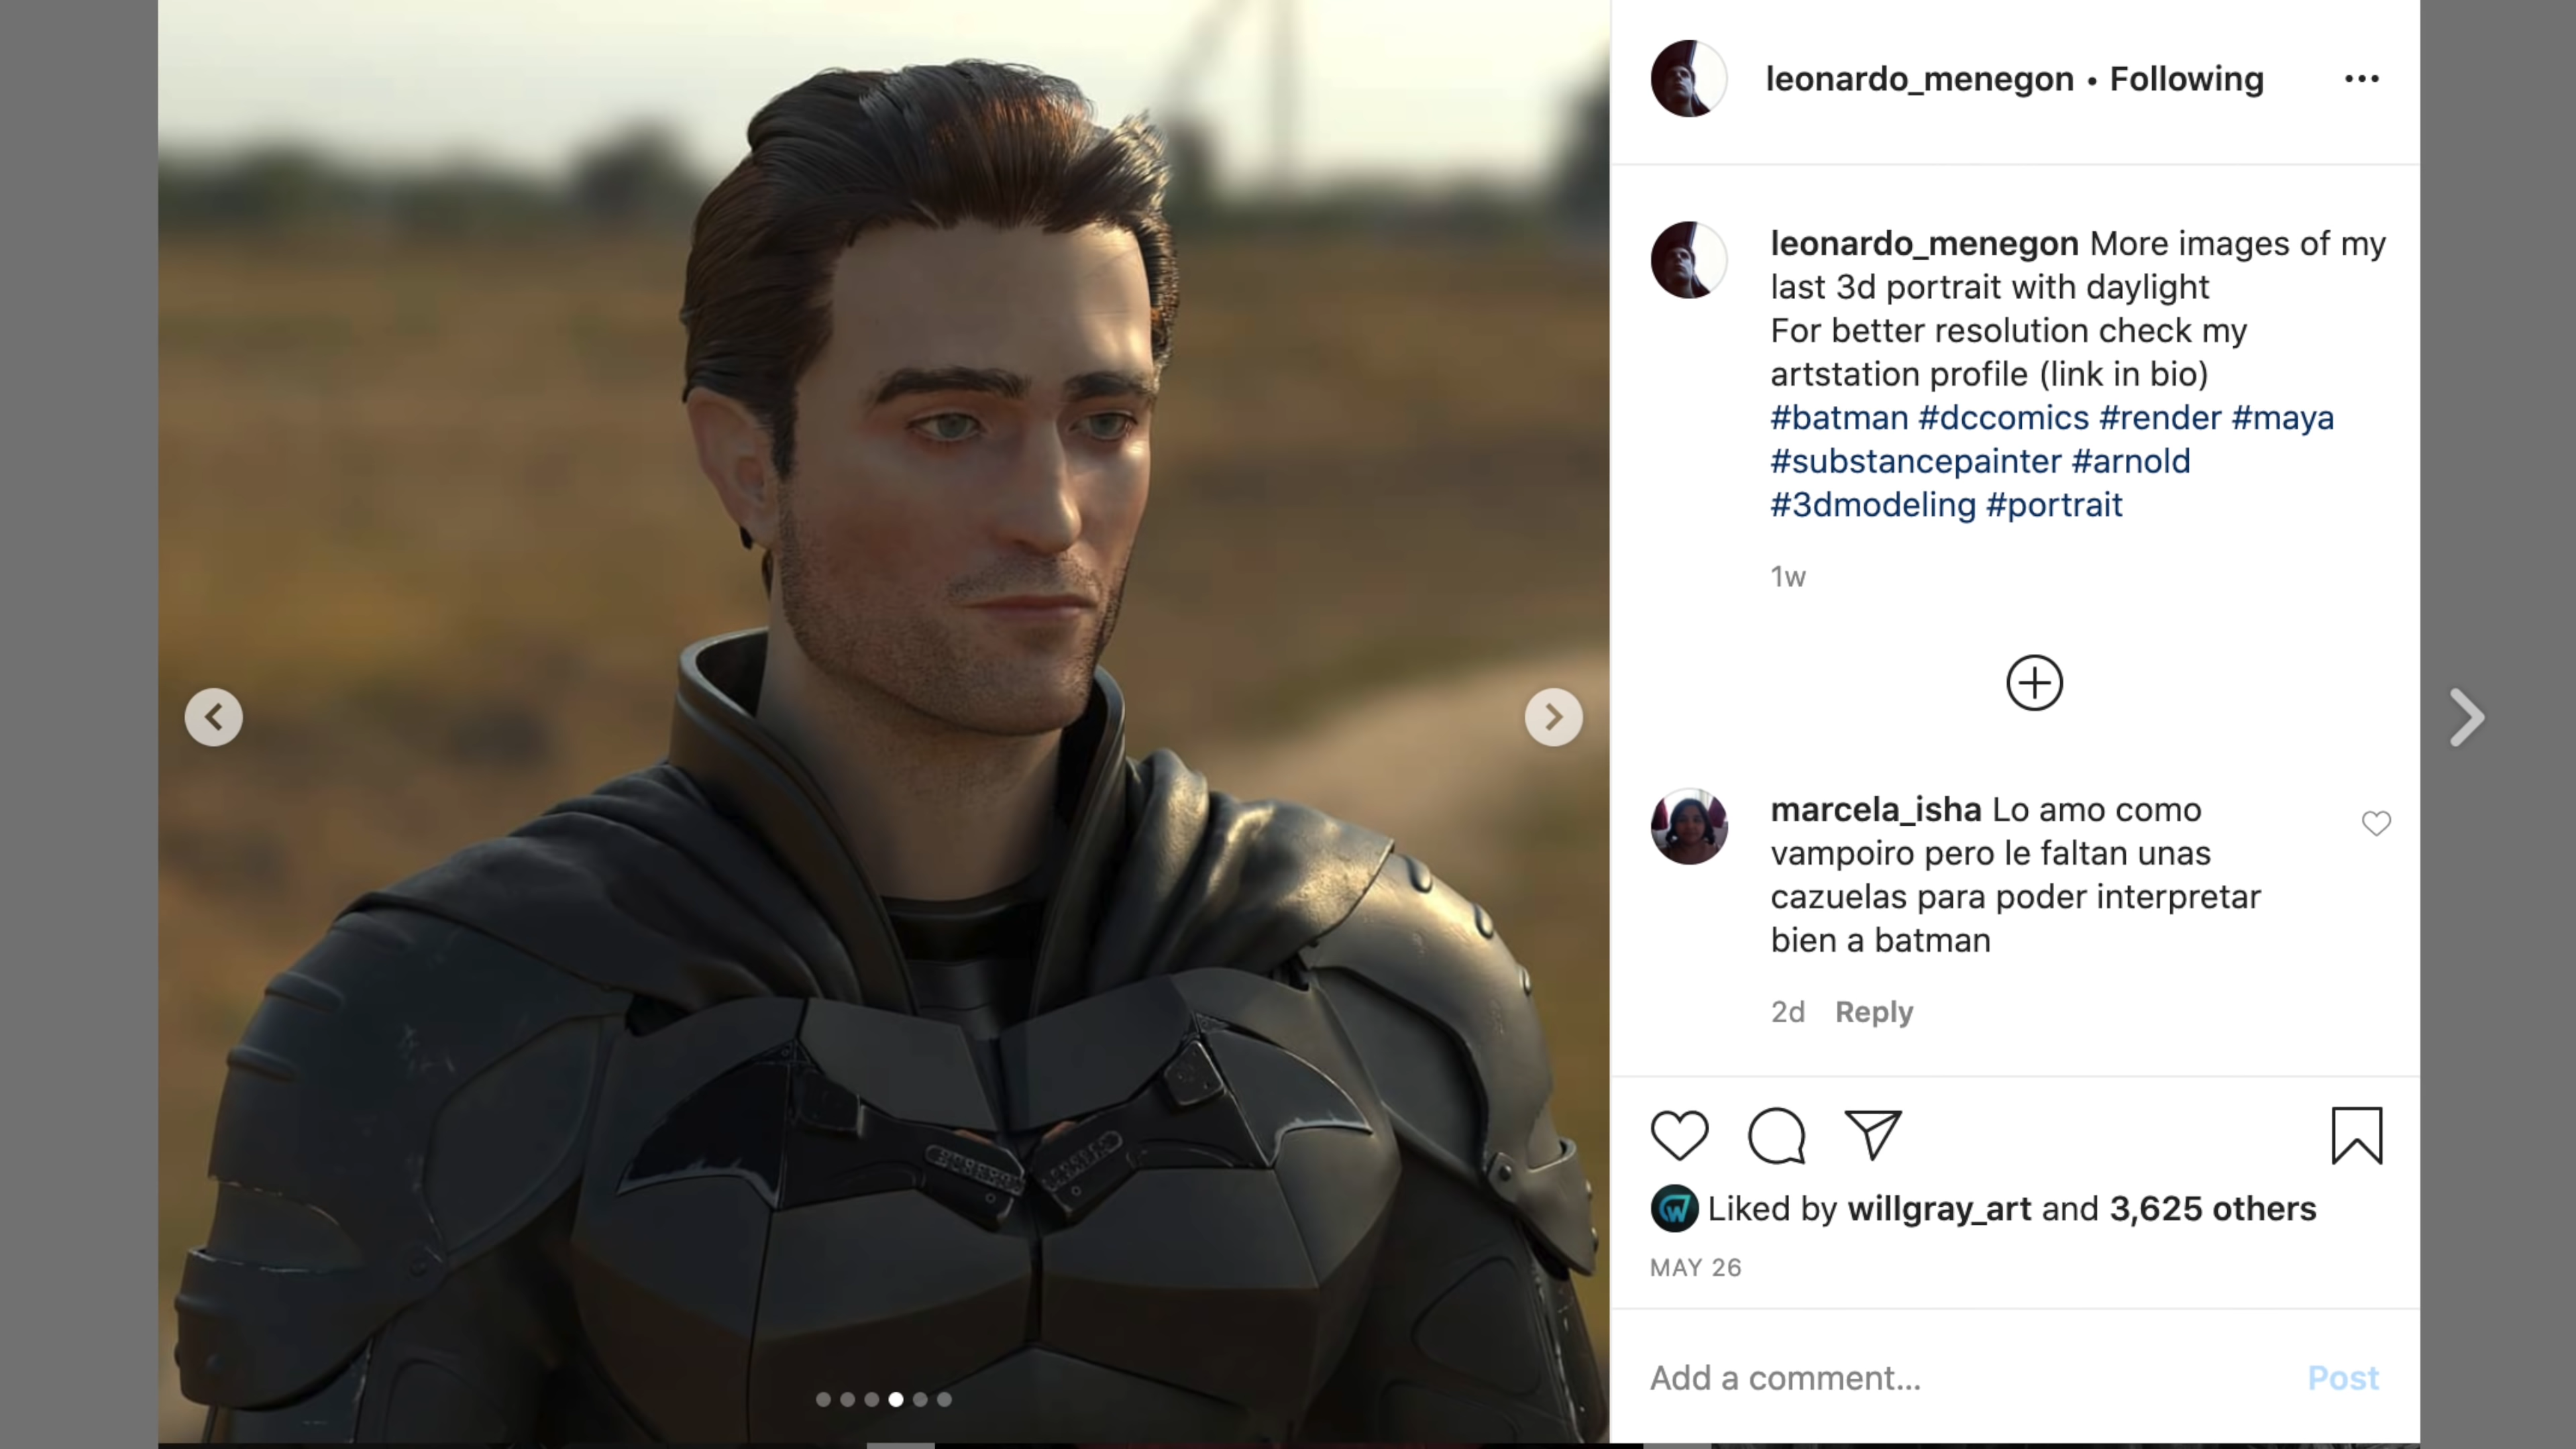 leonardo_menegon • Following
leonardo_menegon More images of my
last 3d portrait with daylight
For better resolution check my
artstation profile (link in bio)
#batman #dccomics #render #maya
#substancepainter #arnold
#3dmodeling #portrait
1w
marcela_isha Lo amo como
vampoiro pero le faltan unas
cazuelas para poder interpretar
bien a batman
2d Reply
Liked by willgray_art and 3,625 others
MAY 26
Add a comment... Post